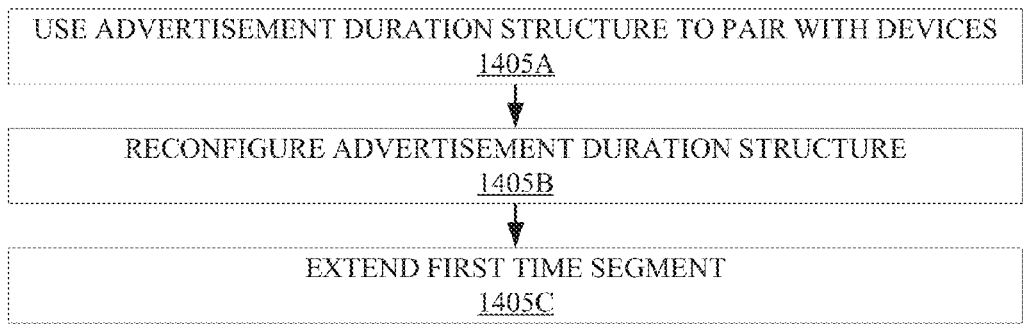 USE ADVERTISEMENT DURATION STRUCTURE TO PAIR WITH DEVICES
1405A
RECONFIGURE ADVERTISEMENT DURATION STRUCTURE
1405B
EXTEND FIRST TIME SEGMENT
1405C